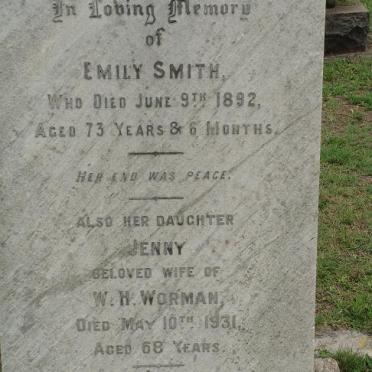 In Loving Memory
of
EMILY SMITH,
WHO DIED JUNE 9TH 1892,
AGED 73 YEARS & 6 MONTHS.
HER END WAS PEACE.
ALSO HER DAUGHTER
JENNY
BELOVED WIFE OF
W. H. WORMAN,
DIED MAY 10TH 1931,
AGED 68 YEARS.